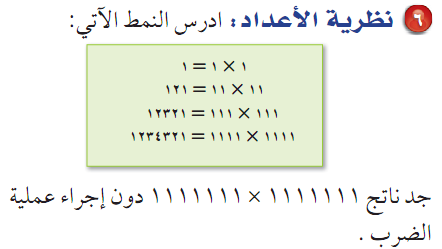 ٦ نظرية الأعداد: ادرس النمط الآتي:
١ × ١ = ١
١١ × ١١ = ١٢١
١١١ × ١١١ = ١٢٣٢١
١١١١ × ١١١١ = ١٢٣٤٣٢١
جد ناتج ١١١١١١١ × ١١١١١١١ دون إجراء عملية
الضرب .